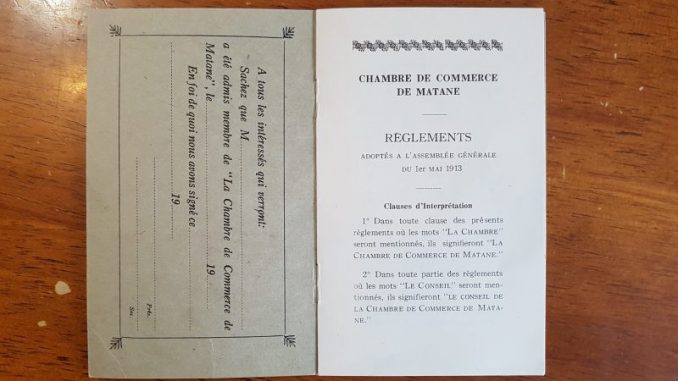 A tous les intéressés qui verront:
Sachez que M
a été admis membre de "La Chambre de Commerce de
Matane", le 19
En foi de quoi nous avons signé ce
19
Prés.
Sec.
CHAMBRE DE COMMERCE
DE MATANE
RÈGLEMENTS
ADOPTÉS A L'ASSEMBLÉE GÉNÉRALE
DU 1er MAI 1913
Clauses d'Interprétation
1° Dans toute clause des présents
règlements où les mots "LA CHAMBRE"
seront mentionnés, ils signifieront "LA
CHAMBRE DE COMMERCE DE MATANE."
2° Dans toute partie des règlements
où les mots "LE CONSEIL" seront men-
tionnés, ils signifieront "LE CONSEIL DE
LA CHAMBRE DE COMMERCE DE MATA-
NE."